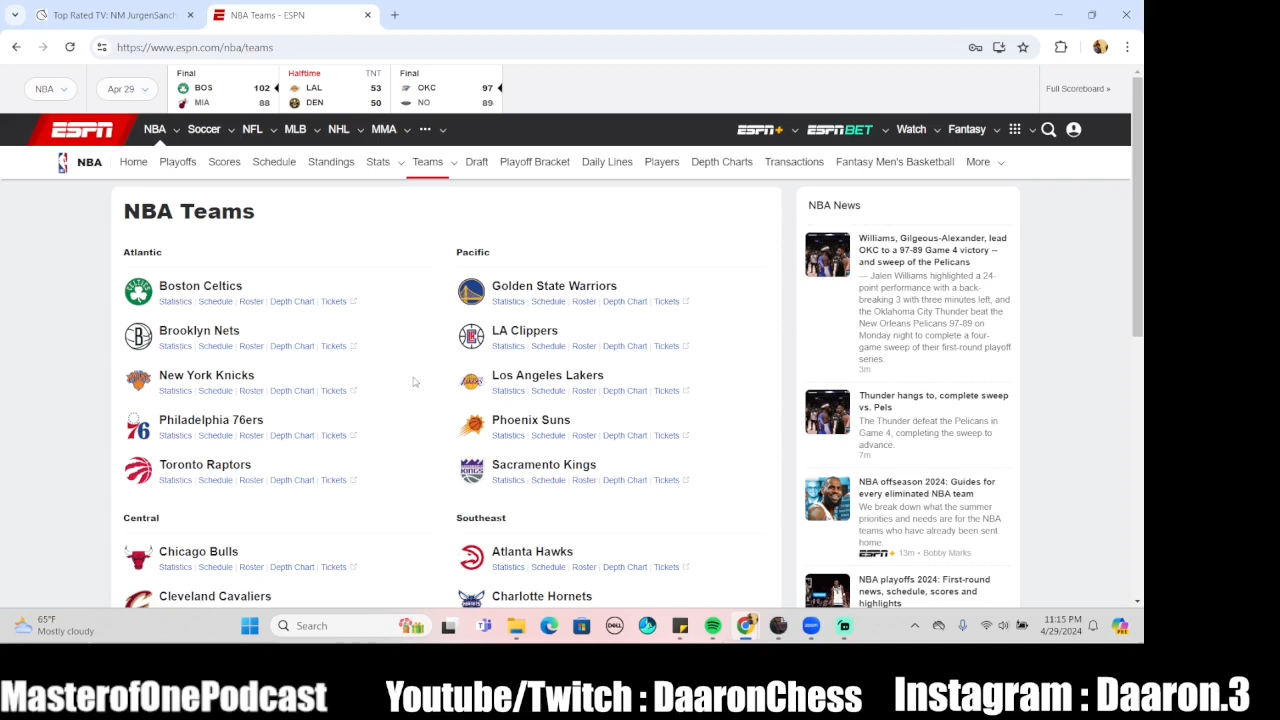 Top Rated TV: NM JurgenSanch
NBA Teams - ESPN
https://www.espn.com/nba/teams
NBA
Apr 29
Final
BOS 102
MIA 88
Halftime TNT
LAL 53
DEN 50
Final
OKC 97
NO 89
Full Scoreboard »
ESPN
NBA Soccer NFL MLB NHL MMA ••• ESPN+ ESPN BET Watch Fantasy
NBA Home Playoffs Scores Schedule Standings Stats Teams Draft Playoff Bracket Daily Lines Players Depth Charts Transactions Fantasy Men's Basketball More
NBA Teams
Atlantic
Boston Celtics
Statistics | Schedule | Roster | Depth Chart | Tickets
Brooklyn Nets
Statistics | Schedule | Roster | Depth Chart | Tickets
New York Knicks
Statistics | Schedule | Roster | Depth Chart | Tickets
Philadelphia 76ers
Statistics | Schedule | Roster | Depth Chart | Tickets
Toronto Raptors
Statistics | Schedule | Roster | Depth Chart | Tickets
Central
Chicago Bulls
Statistics | Schedule | Roster | Depth Chart | Tickets
Cleveland Cavaliers
Pacific
Golden State Warriors
Statistics | Schedule | Roster | Depth Chart | Tickets
LA Clippers
Statistics | Schedule | Roster | Depth Chart | Tickets
Los Angeles Lakers
Statistics | Schedule | Roster | Depth Chart | Tickets
Phoenix Suns
Statistics | Schedule | Roster | Depth Chart | Tickets
Sacramento Kings
Statistics | Schedule | Roster | Depth Chart | Tickets
Southeast
Atlanta Hawks
Statistics | Schedule | Roster | Depth Chart | Tickets
Charlotte Hornets
NBA News
Williams, Gilgeous-Alexander, lead
OKC to a 97-89 Game 4 victory --
and sweep of the Pelicans
— Jalen Williams highlighted a 24-
point performance with a back-
breaking 3 with three minutes left, and
the Oklahoma City Thunder beat the
New Orleans Pelicans 97-89 on
Monday night to complete a four-
game sweep of their first-round playoff
series.
3m
Thunder hangs to, complete sweep
vs. Pels
The Thunder defeat the Pelicans in
Game 4, completing the sweep to
advance.
7m
NBA offseason 2024: Guides for
every eliminated NBA team
We break down what the summer
priorities and needs are for the NBA
teams who have already been sent
home.
ESPN+ 13m • Bobby Marks
NBA playoffs 2024: First-round
news, schedule, scores and
highlights
65°F
Mostly cloudy
Search
DELL
11:15 PM
4/29/2024
MasterofOnePodcast
Youtube/Twitch : DaaronChess
Instagram : Daaron.3